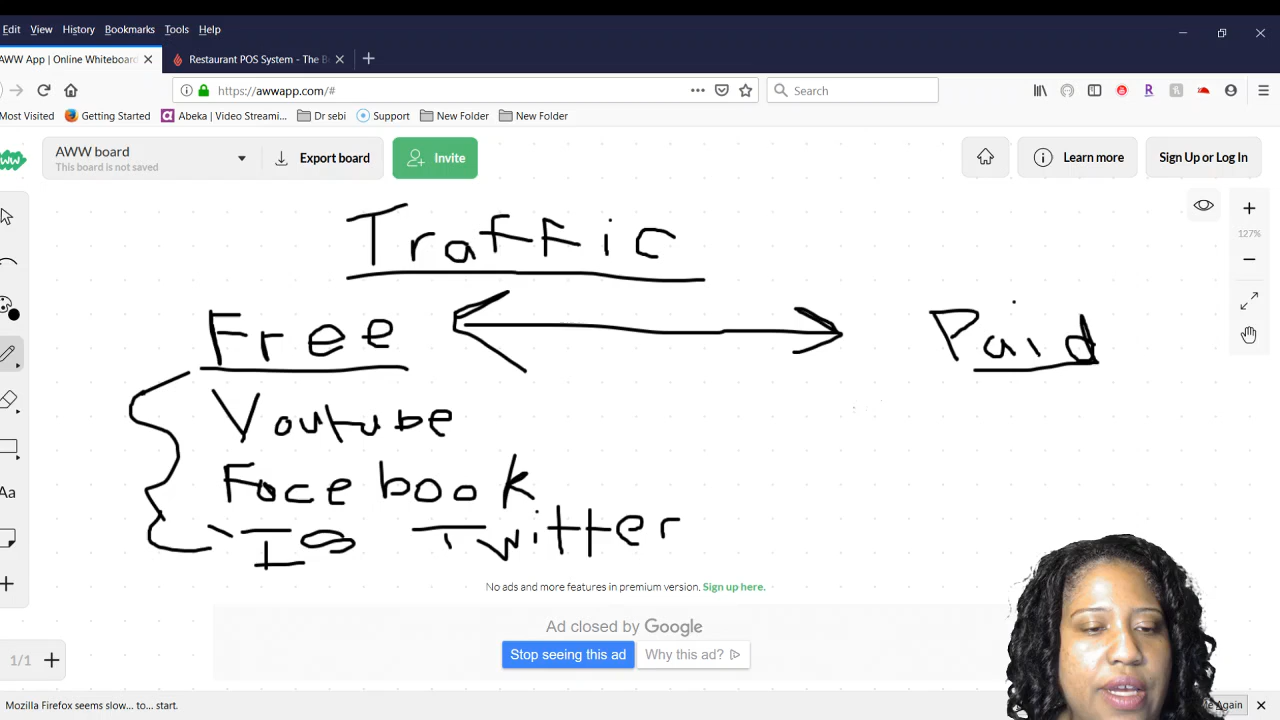 Edit View History Bookmarks Tools Help
AWW App | Online Whiteboard Restaurant POS System - The B
https://awwapp.com/# Search
Most Visited Getting Started Abeka | Video Streami... Dr sebi Support New Folder New Folder
AWW board
This board is not saved
Export board Invite Learn more Sign Up or Log In
127%
Traffic
Free Paid
Youtube
Facebook
IG Twitter
Aa
No ads and more features in premium version. Sign up here.
Ad closed by Google
Stop seeing this ad Why this ad?
1/1
Mozilla Firefox seems slow... to... start. Again